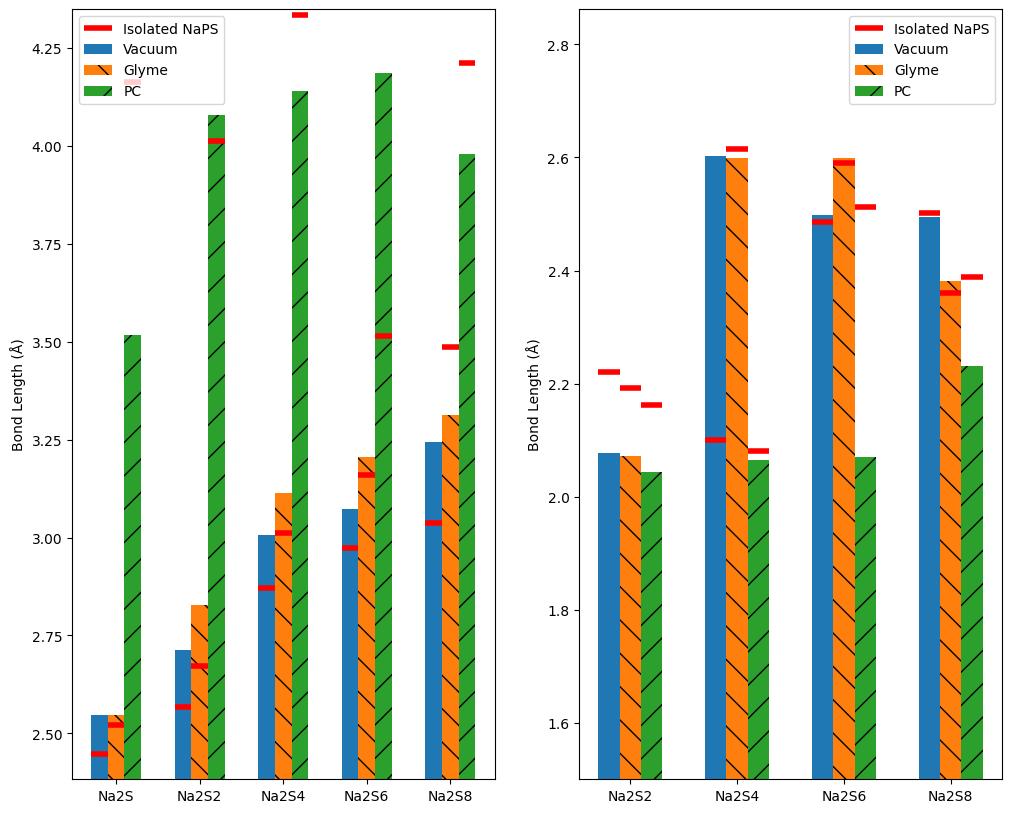 Bond Length (Å)
4.25
4.00
3.75
3.50
3.25
3.00
2.75
2.50
Isolated NaPS
Vacuum
Glyme
PC
Na2S
Na2S2
Na2S4
Na2S6
Na2S8
Bond Length (Å)
2.8
2.6
2.4
2.2
2.0
1.8
1.6
Isolated NaPS
Vacuum
Glyme
PC
Na2S2
Na2S4
Na2S6
Na2S8